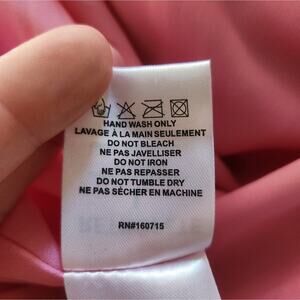 HAND WASH ONLY
LAVAGE À LA MAIN SEULEMENT
DO NOT BLEACH
NE PAS JAVELLISER
DO NOT IRON
NE PAS REPASSER
DO NOT TUMBLE DRY
NE PAS SÉCHER EN MACHINE
RN#160715